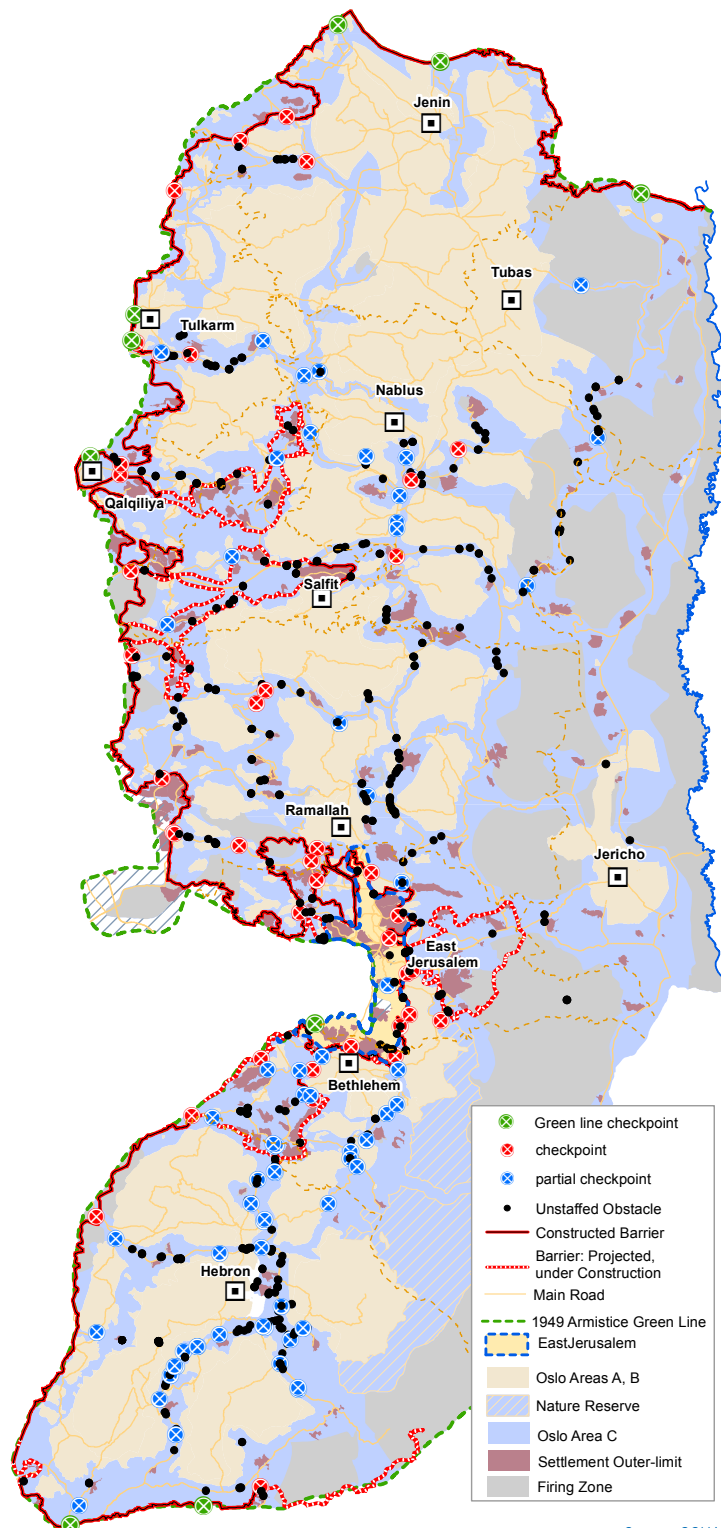 Jenin
Tubas
Tulkarm
Nablus
Qalqiliya
Salfit
Ramallah
Jericho
East
Jerusalem
Bethlehem
Hebron
Green line checkpoint
checkpoint
partial checkpoint
Unstaffed Obstacle
Constructed Barrier
Barrier: Projected,
under Construction
Main Road
1949 Armistice Green Line
EastJerusalem
Oslo Areas A, B
Nature Reserve
Oslo Area C
Settlement Outer-limit
Firing Zone